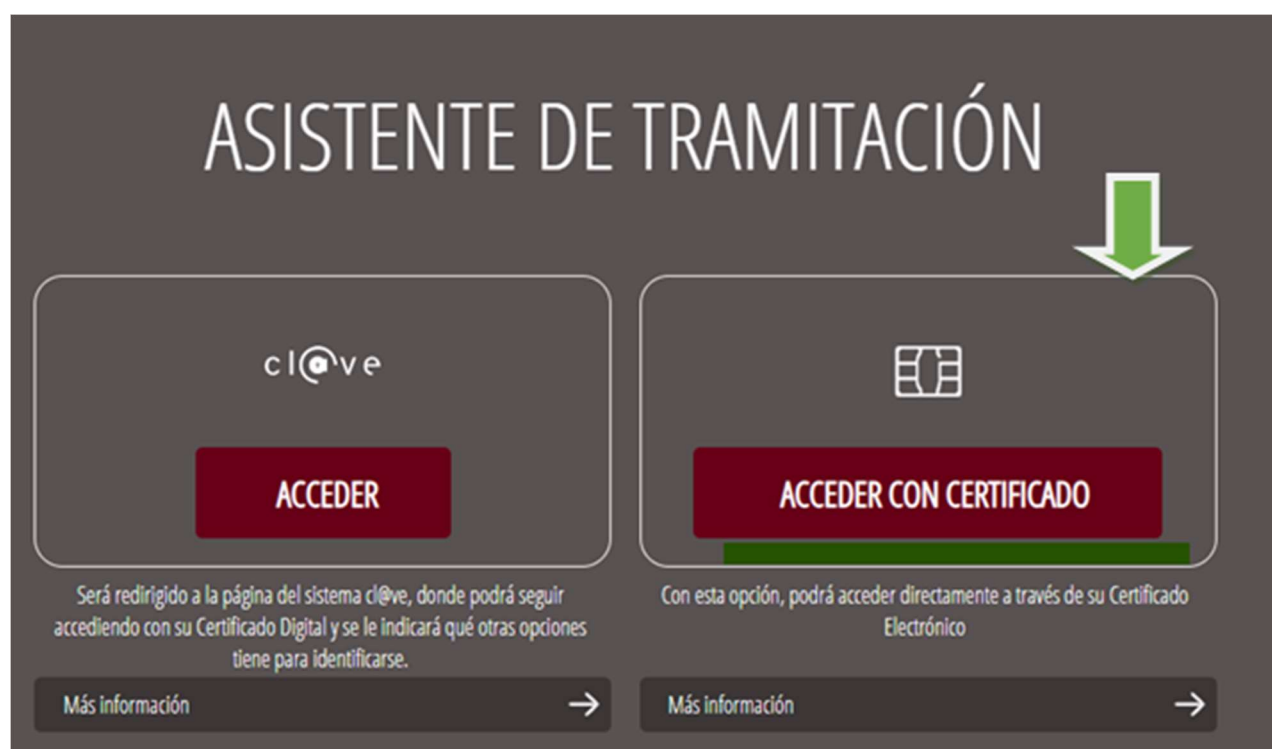 ASISTENTE DE TRAMITACIÓN
cl@ve
ACCEDER
Será redirigido a la página del sistema cl@ve, donde podrá seguir
accediendo con su Certificado Digital y se le indicará qué otras opciones
tiene para identificarse.
Más información
ACCEDER CON CERTIFICADO
Con esta opción, podrá acceder directamente a través de su Certificado
Electrónico
Más información